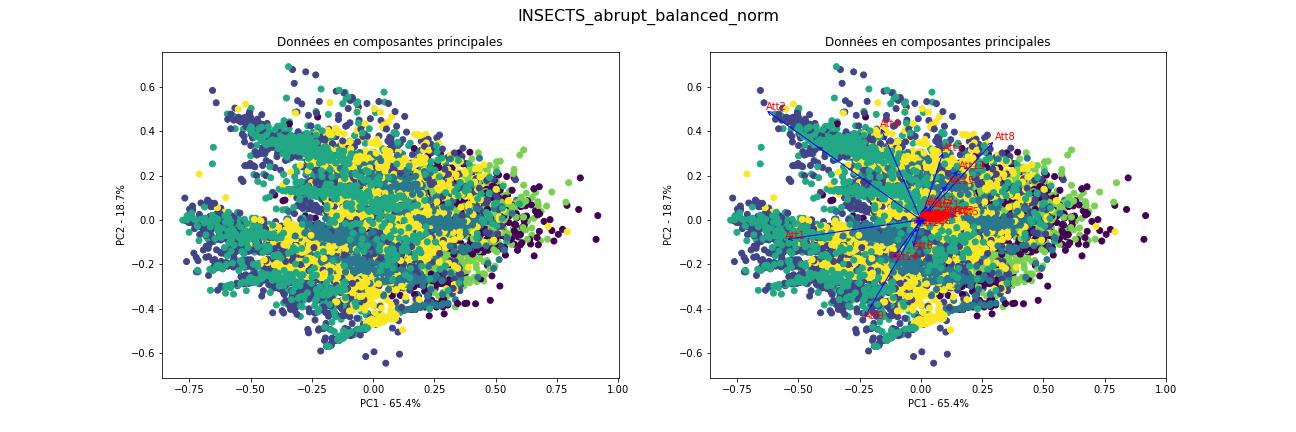 INSECTS_abrupt_balanced_norm
Données en composantes principales
0.6
0.4
0.2
0.0
−0.2
−0.4
−0.6
PC2 - 18.7%
−0.75
−0.50
−0.25
0.00
0.25
0.50
0.75
1.00
PC1 - 65.4%
Données en composantes principales
Att2
Att8
Att1
Att6
0.6
0.4
0.2
0.0
−0.2
−0.4
−0.6
PC2 - 18.7%
−0.75
−0.50
−0.25
0.00
0.25
0.50
0.75
1.00
PC1 - 65.4%